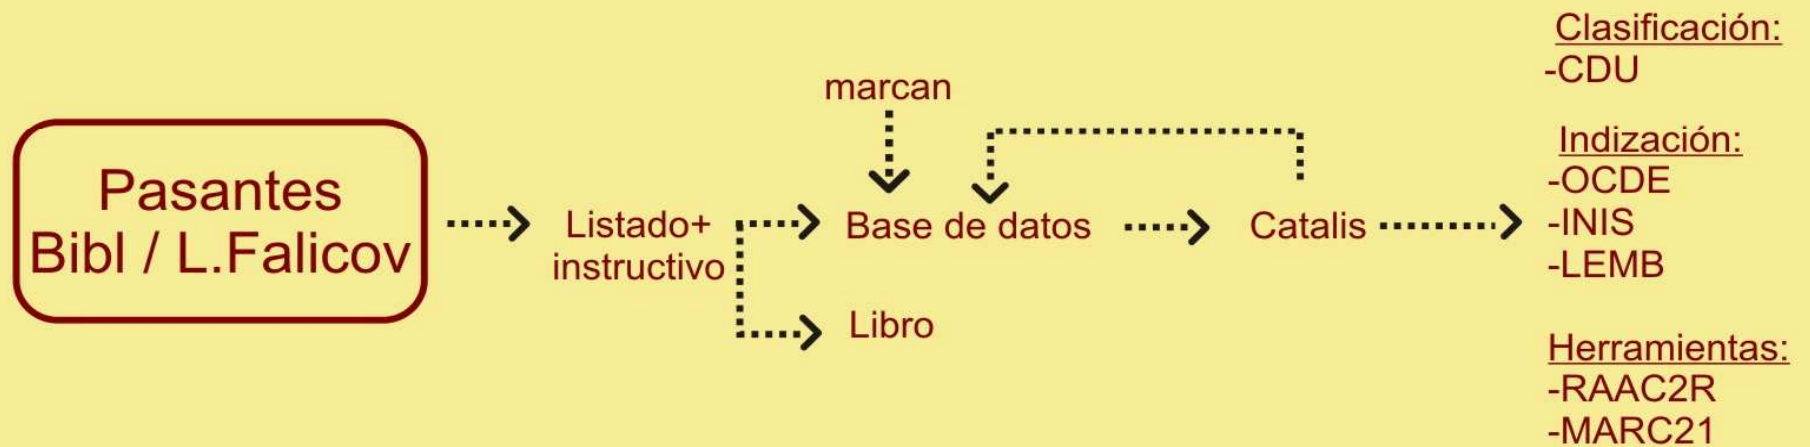 Pasantes
Bibl / L.Falicov
Listado+
instructivo
marcan
Base de datos
Libro
Catalis
Clasificación:
-CDU
Indización:
-OCDE
-INIS
-LEMB
Herramientas:
-RAAC2R
-MARC21